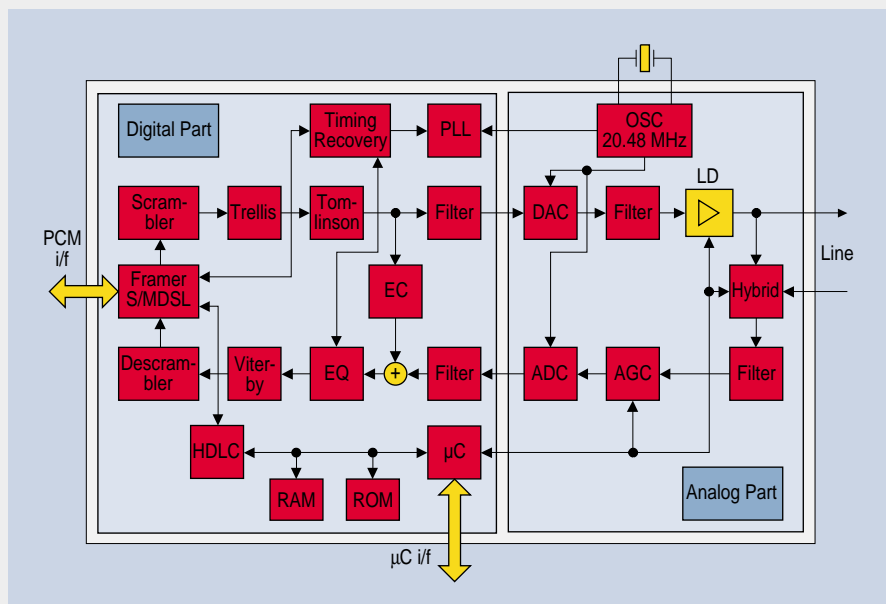 Digital Part
Timing
Recovery
PLL
OSC
20.48 MHz
LD
Scram-
bler
Trellis
Tom-
linson
Filter
DAC
Filter
PCM
i/f
Framer
S/MDSL
EC
Hybrid
Line
Descram-
bler
Viter-
by
EQ
+
Filter
ADC
AGC
Filter
HDLC
µC
RAM
ROM
Analog Part
µC i/f